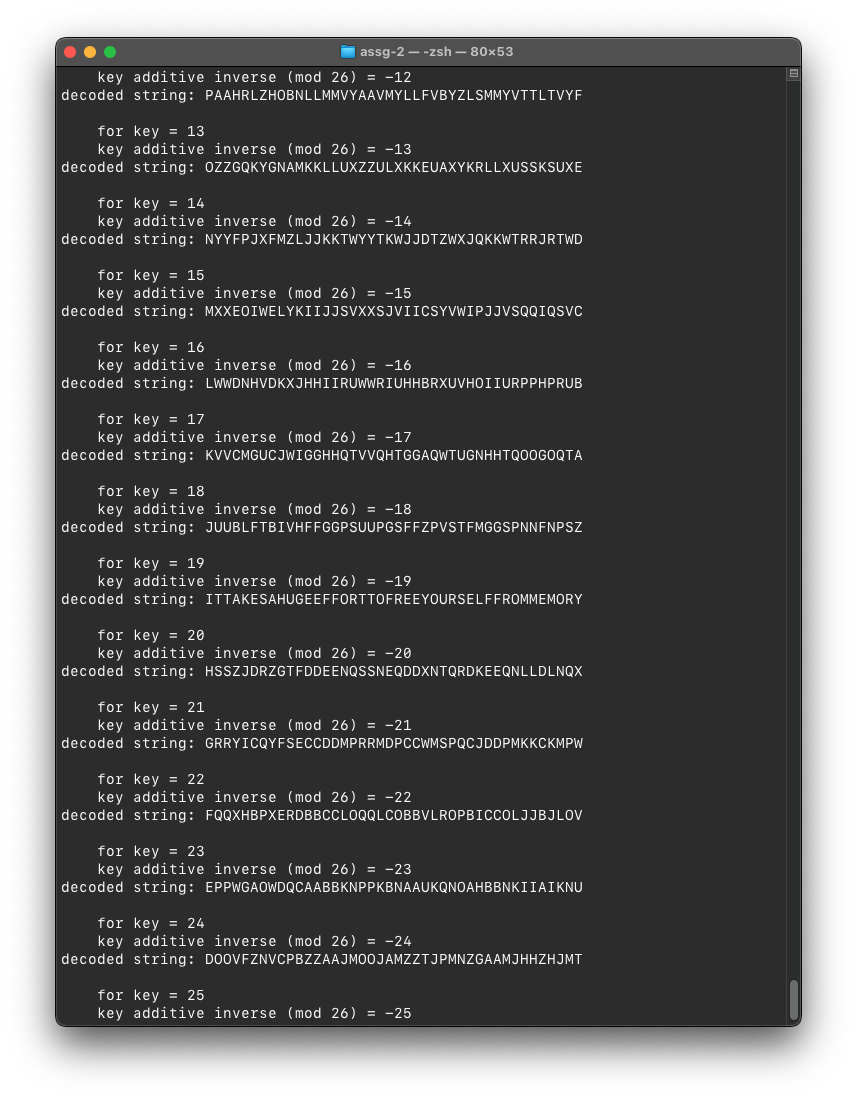 assg-2 — -zsh — 80×53
key additive inverse (mod 26) = -12
decoded string: PAAHRLZHOBNLLMMVYAAVMYLLFVBYZLSMMYVTTLTVYF
for key = 13
key additive inverse (mod 26) = -13
decoded string: OZZGQKYGNAMKKLLUXZZULXKKEUAXYKRLLXUSSKSUXE
for key = 14
key additive inverse (mod 26) = -14
decoded string: NYYFPJXFMZLJJKKTWYYTKWJJDTZWXJQKKWTRRJRTWD
for key = 15
key additive inverse (mod 26) = -15
decoded string: MXXEOIWELYKIIJJSVXXSJVIICSYVWIPJJVSQQIQSVC
for key = 16
key additive inverse (mod 26) = -16
decoded string: LWWDNHVDKXJHHIIRUWWRIUHHBRXUVHOIIURPPHPRUB
for key = 17
key additive inverse (mod 26) = -17
decoded string: KVVCMGUCJWIGGHHQTVVQHTGGAQWTUGNHHTQOOGOQTA
for key = 18
key additive inverse (mod 26) = -18
decoded string: JUUBLFTBIVHFFGGPSUUPGSFFZPVSTFMGGSPNNFNPSZ
for key = 19
key additive inverse (mod 26) = -19
decoded string: ITTAKESAHUGEEFFORTTOFREEYOURSELFFROMMEMORY
for key = 20
key additive inverse (mod 26) = -20
decoded string: HSSZJDRZGTFDDEENQSSNEQDDXNTQRDKEEQNLLDLNQX
for key = 21
key additive inverse (mod 26) = -21
decoded string: GRRYICQYFSECCDDMPRRMDPCCWMSPQCJDDPMKKCKMPW
for key = 22
key additive inverse (mod 26) = -22
decoded string: FQQXHBPXERDBBCCLOQQLCOBBVLROPBICCOLJJBJLOV
for key = 23
key additive inverse (mod 26) = -23
decoded string: EPPWGAOWDQCAABBKNPPKBNAAUKQNOAHBBNKIIAIKNU
for key = 24
key additive inverse (mod 26) = -24
decoded string: DOOVFZNVCPBZZAAJMOOJAMZZTJPMNZGAAMJHHZHJMT
for key = 25
key additive inverse (mod 26) = -25